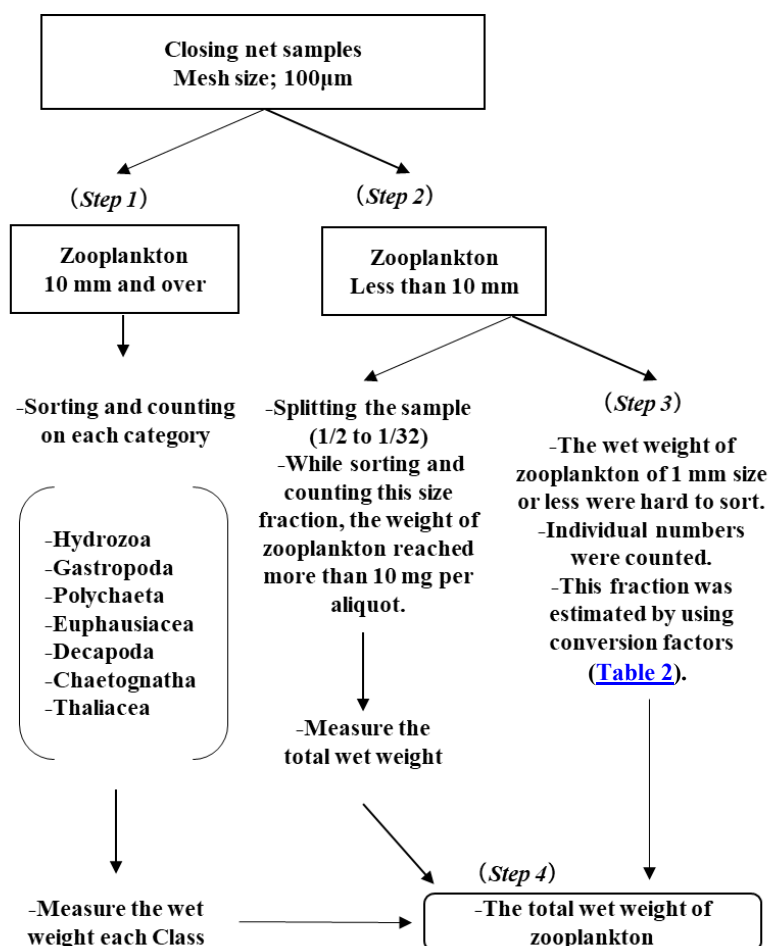 Closing net samples
Mesh size; 100μm
(Step 1)
(Step 2)
Zooplankton
10 mm and over
Zooplankton
Less than 10 mm
-Sorting and counting
on each category
-Hydrozoa
-Gastropoda
-Polychaeta
-Euphausiacea
-Decapoda
-Chaetognatha
-Thaliacea
-Measure the wet
weight each Class
-Splitting the sample
(1/2 to 1/32)
-While sorting and
counting this size
fraction, the weight of
zooplankton reached
more than 10 mg per
aliquot.
-Measure the
total wet weight
(Step 3)
-The wet weight of
zooplankton of 1 mm size
or less were hard to sort.
-Individual numbers
were counted.
-This fraction was
estimated by using
conversion factors
(Table 2).
(Step 4)
-The total wet weight of
zooplankton